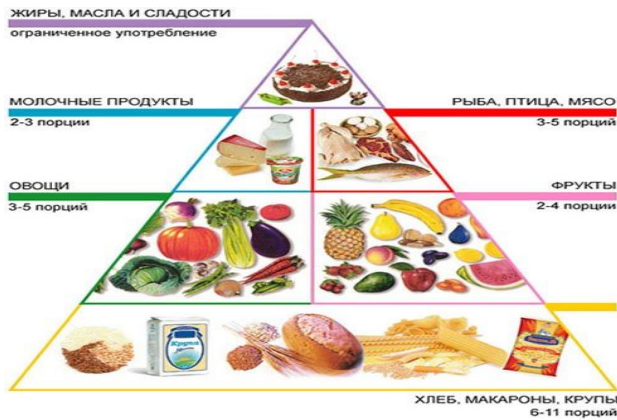 ЖИРЫ, МАСЛА И СЛАДОСТИ
ограниченное употребление
МОЛОЧНЫЕ ПРОДУКТЫ
2-3 порции
РЫБА, ПТИЦА, МЯСО
3-5 порций
ОВОЩИ
3-5 порций
ФРУКТЫ
2-4 порции
Крупа
ХЛЕБ, МАКАРОНЫ, КРУПЫ
6-11 порций